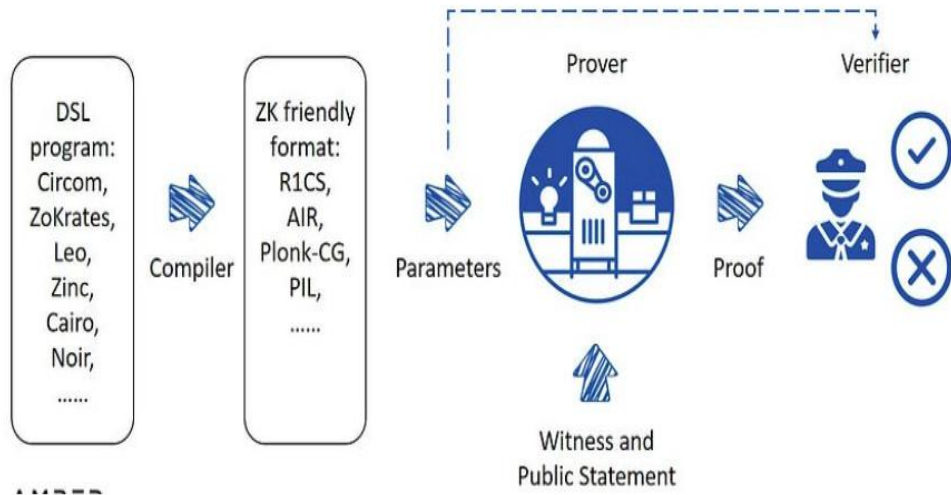 DSL
program:
Circom,
ZoKrates,
Leo,
Zinc,
Cairo,
Noir,
......
Compiler
ZK friendly
format:
R1CS,
AIR,
Plonk-CG,
PIL,
......
Parameters
Prover
Witness and
Public Statement
Proof
Verifier